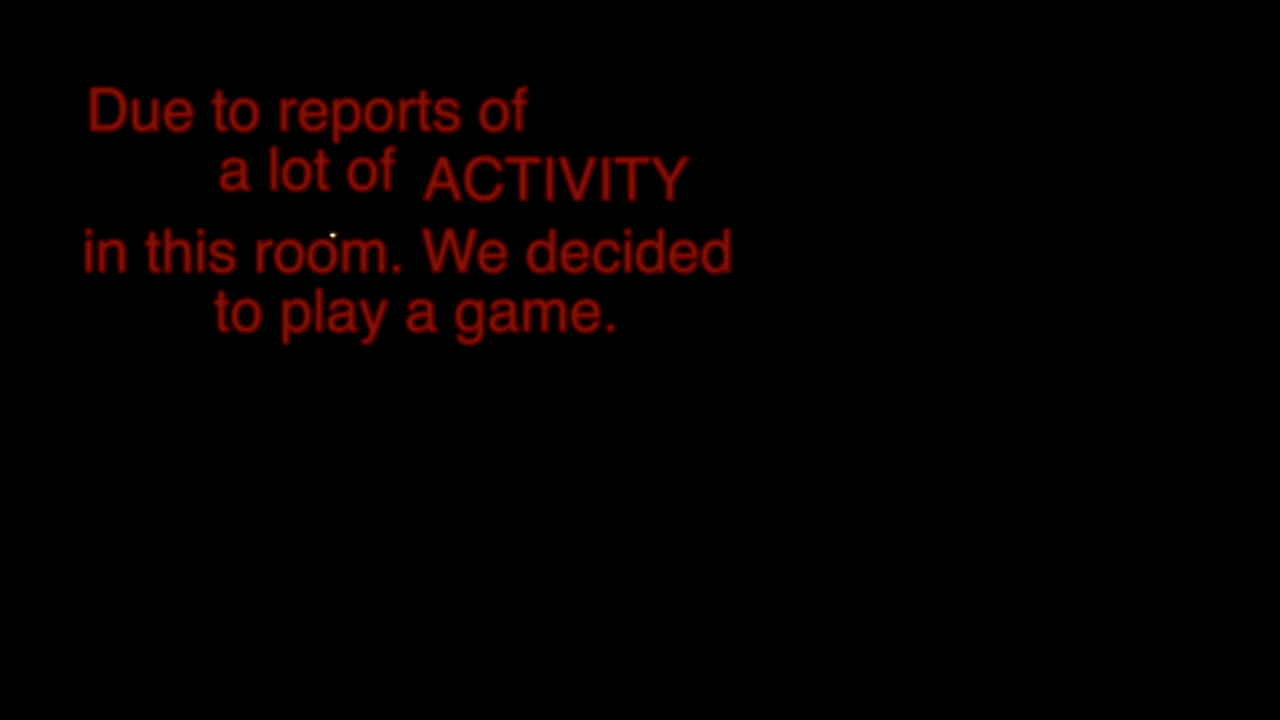 Due to reports of
a lot of ACTIVITY
in this room. We decided
to play a game.